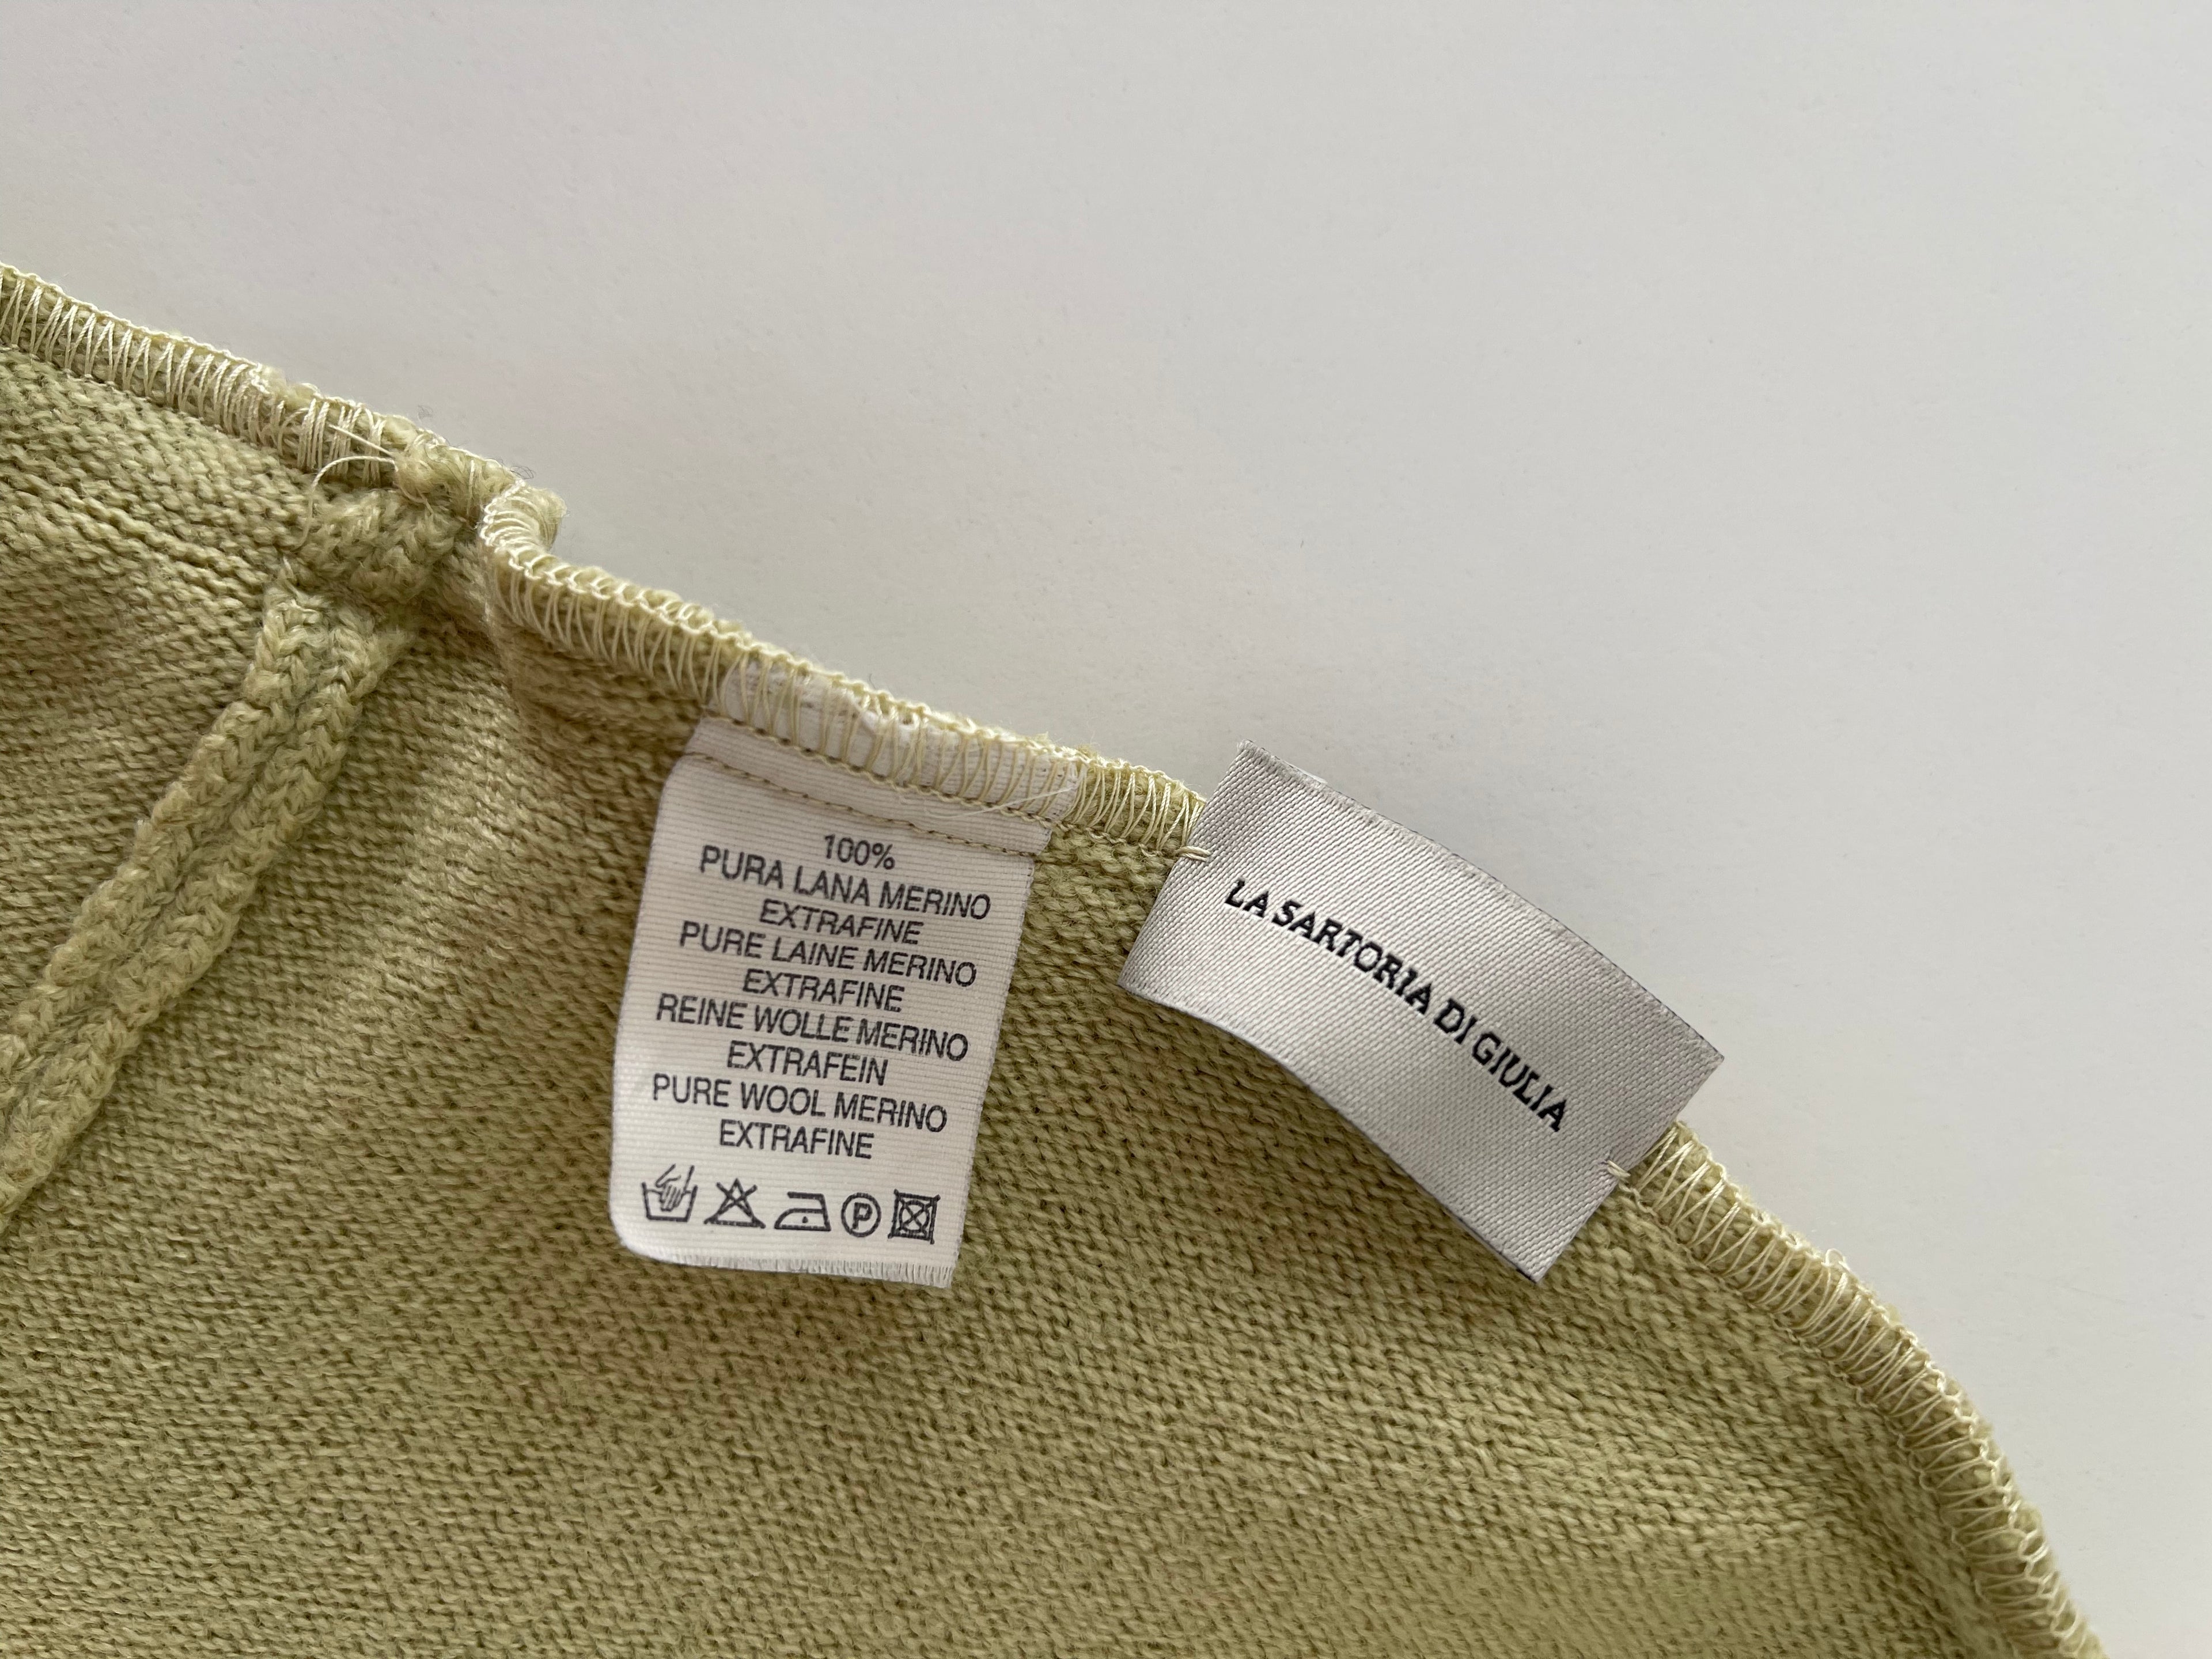 100%
PURA LANA MERINO
EXTRAFINE
PURE LAINE MERINO
EXTRAFINE
REINE WOLLE MERINO
EXTRAFEIN
PURE WOOL MERINO
EXTRAFINE
P
LA SARTORIA DI GIULIA